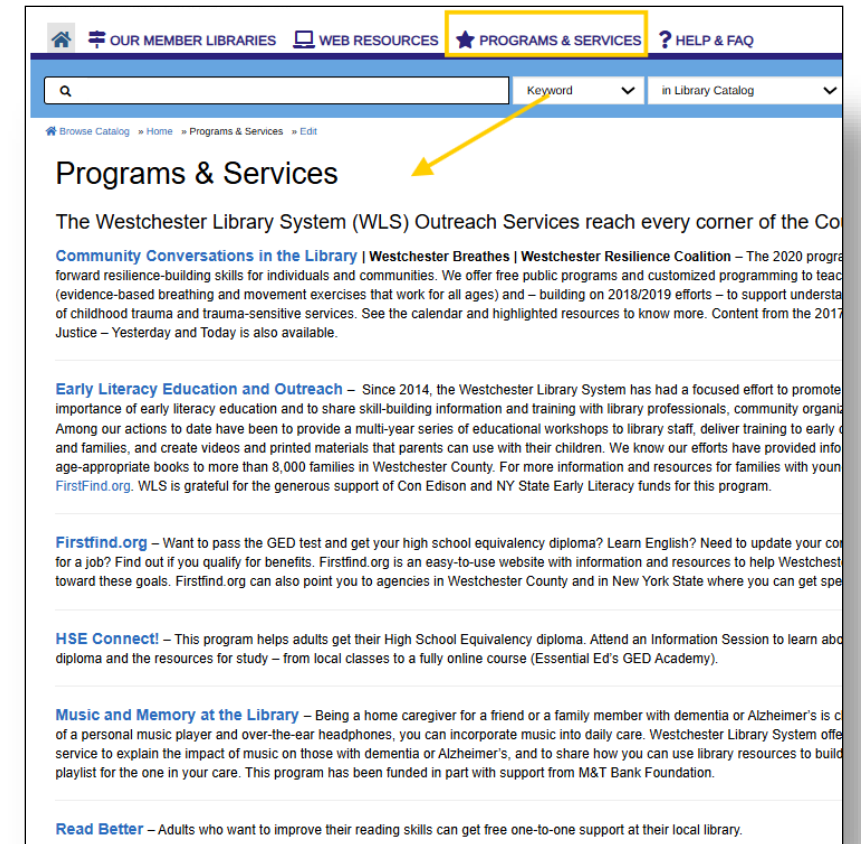 OUR MEMBER LIBRARIES WEB RESOURCES PROGRAMS & SERVICES ? HELP & FAQ
Keyword in Library Catalog
Browse Catalog » Home » Programs & Services » Edit
Programs & Services
The Westchester Library System (WLS) Outreach Services reach every corner of the
Community Conversations in the Library | Westchester Breathes | Westchester Resilience Coalition – The 2020
forward resilience-building skills for individuals and communities. We offer free public programs and customized programming to
(evidence-based breathing and movement exercises that work for all ages) and – building on 2018/2019 efforts – to support
of childhood trauma and trauma-sensitive services. See the calendar and highlighted resources to know more. Content from the 2017
Justice – Yesterday and Today is also available.
Early Literacy Education and Outreach – Since 2014, the Westchester Library System has had a focused effort to promote
importance of early literacy education and to share skill-building information and training with library professionals, community
Among our actions to date have been to provide a multi-year series of educational workshops to library staff, deliver training to early
and families, and create videos and printed materials that parents can use with their children. We know our efforts have provided
age-appropriate books to more than 8,000 families in Westchester County. For more information and resources for families with
FirstFind.org. WLS is grateful for the generous support of Con Edison and NY State Early Literacy funds for this program.
Firstfind.org – Want to pass the GED test and get your high school equivalency diploma? Learn English? Need to update your
for a job? Find out if you qualify for benefits. Firstfind.org is an easy-to-use website with information and resources to help
toward these goals. Firstfind.org can also point you to agencies in Westchester County and in New York State where you can get
HSE Connect! – This program helps adults get their High School Equivalency diploma. Attend an Information Session to learn
diploma and the resources for study – from local classes to a fully online course (Essential Ed's GED Academy).
Music and Memory at the Library – Being a home caregiver for a friend or a family member with dementia or Alzheimer's is
of a personal music player and over-the-ear headphones, you can incorporate music into daily care. Westchester Library System
service to explain the impact of music on those with dementia or Alzheimer's, and to share how you can use library resources to build
playlist for the one in your care. This program has been funded in part with support from M&T Bank Foundation.
Read Better – Adults who want to improve their reading skills can get free one-to-one support at their local library.